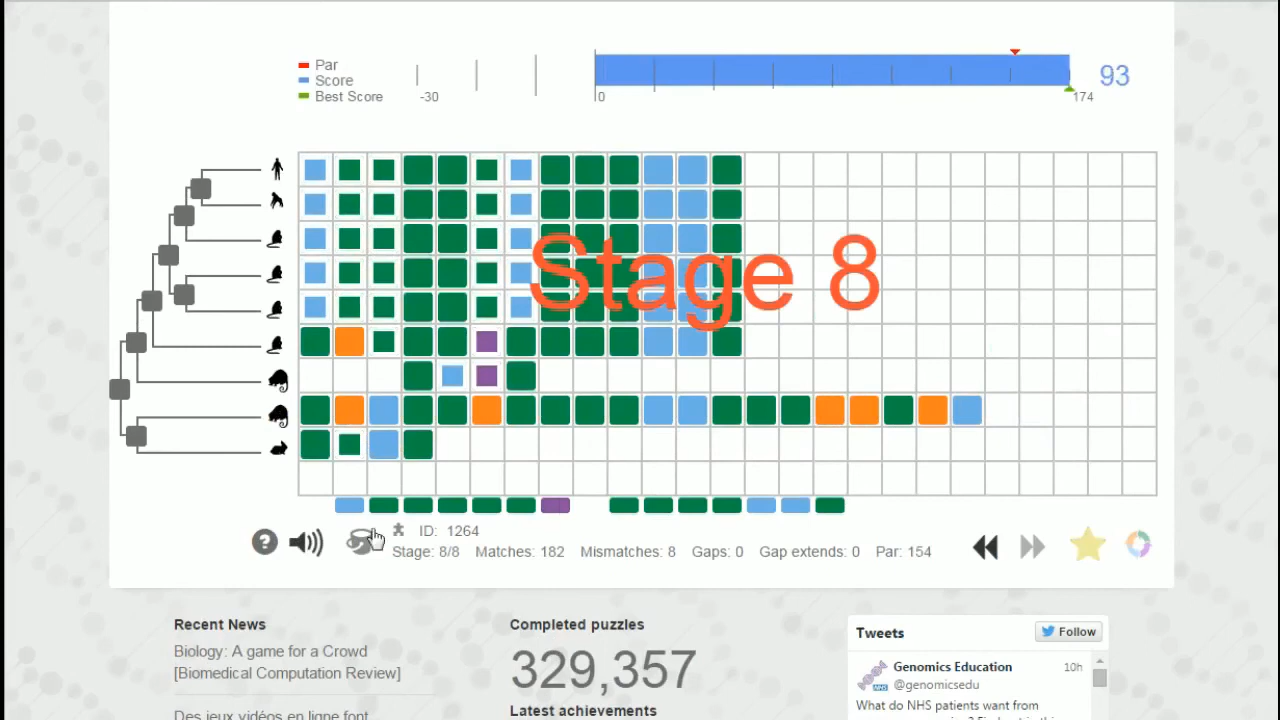 Par
Score
Best Score
-30
0
174
93
Stage 8
?
ID: 1264
Stage: 8/8 Matches: 182 Mismatches: 8 Gaps: 0 Gap extends: 0 Par: 154
Recent News
Biology: A game for a Crowd
[Biomedical Computation Review]
Des jeux vidéos en ligne font
Completed puzzles
329,357
Latest achievements
Tweets
Follow
Genomics Education
10h
@genomicsedu
NHS
What do NHS patients want from